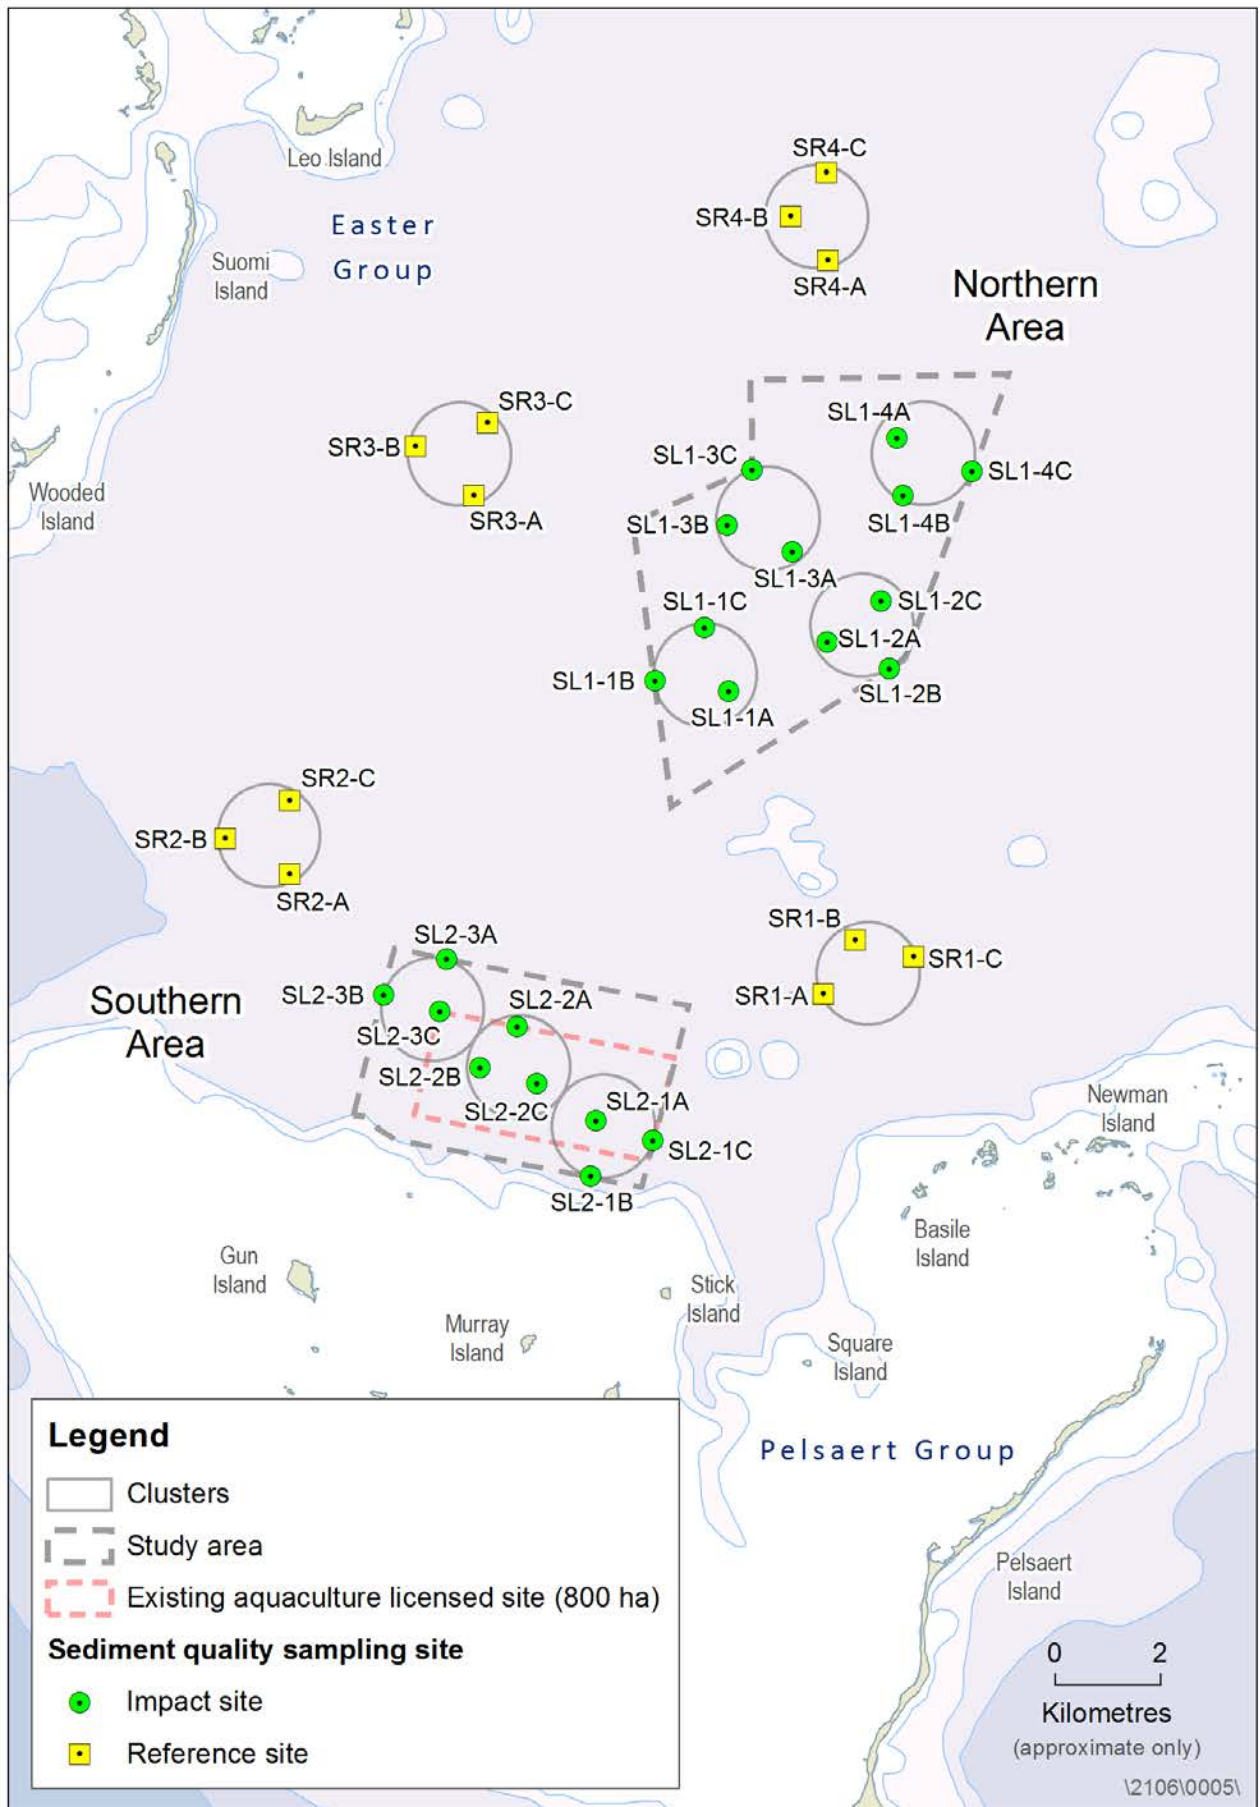 Leo Island
SR4-C
SR4-B
SR4-A
Easter
Group
Suomi
Island
Northern
Area
SR3-C
SR3-B
SR3-A
SL1-4A
SL1-3C
SL1-4C
SL1-3B
SL1-4B
Wooded
Island
SL1-3A
SL1-1C
SL1-2C
SL1-2A
SL1-1B
SL1-2B
SL1-1A
SR2-C
SR2-B
SR2-A
SR1-B
SR1-C
SR1-A
SL2-3A
SL2-3B
SL2-2A
Southern
Area
SL2-3C
SL2-2B
SL2-2C
SL2-1A
SL2-1C
SL2-1B
Newman
Island
Basile
Island
Gun
Island
Stick
Island
Murray
Island
Square
Island
Pelsaert Group
Pelsaert
Island
Legend
Clusters
Study area
Existing aquaculture licensed site (800 ha)
Sediment quality sampling site
Impact site
Reference site
0 2
Kilometres
(approximate only)
\2106\0005\